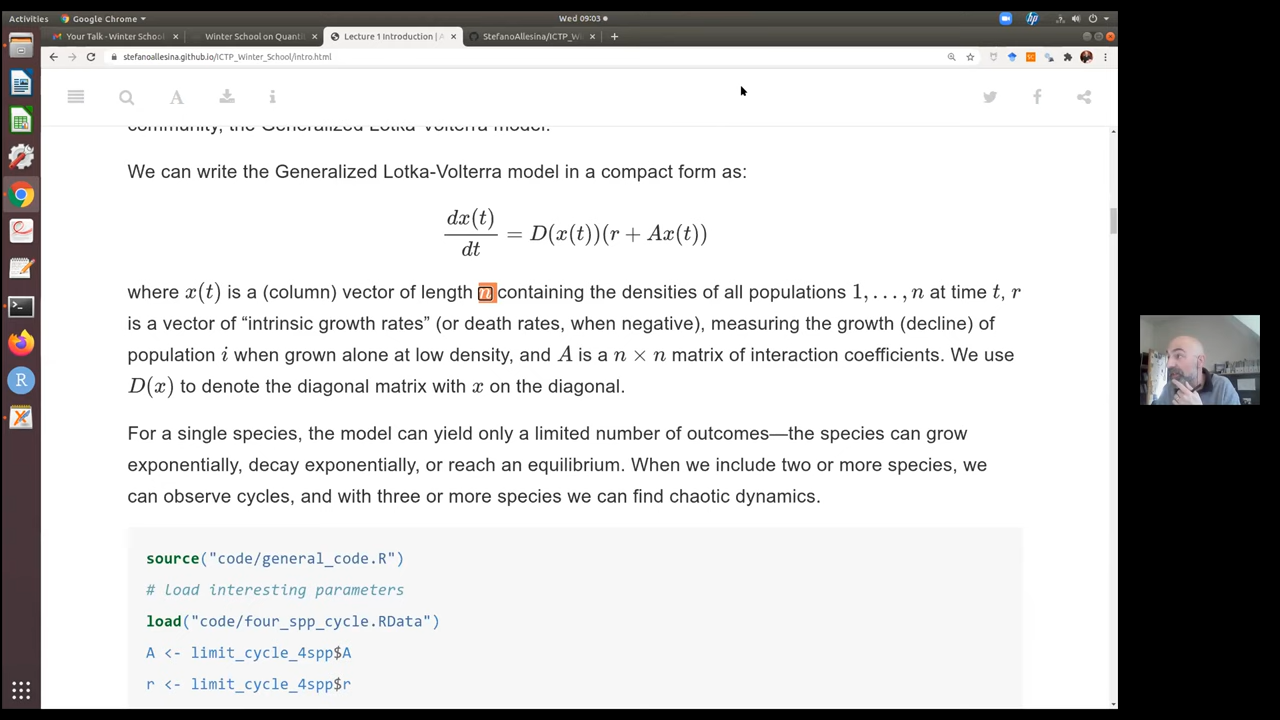 Activities Google Chrome ▾ Wed 09:03 ●
Your Talk - Winter School × Winter School on Quanti × Lecture 1 Introduction | A × StefanoAllesina/ICTP_Wi × +
stefanoallesina.github.io/ICTP_Winter_School/intro.html
community, the Generalized Lotka-Volterra model.
We can write the Generalized Lotka-Volterra model in a compact form as:
dx(t)/dt = D(x(t))(r + Ax(t))
where x(t) is a (column) vector of length n containing the densities of all populations 1, . . . , n at time t, r
is a vector of “intrinsic growth rates” (or death rates, when negative), measuring the growth (decline) of
population i when grown alone at low density, and A is a n × n matrix of interaction coefficients. We use
D(x) to denote the diagonal matrix with x on the diagonal.
For a single species, the model can yield only a limited number of outcomes—the species can grow
exponentially, decay exponentially, or reach an equilibrium. When we include two or more species, we
can observe cycles, and with three or more species we can find chaotic dynamics.
source("code/general_code.R")
# load interesting parameters
load("code/four_spp_cycle.RData")
A <- limit_cycle_4spp$A
r <- limit_cycle_4spp$r